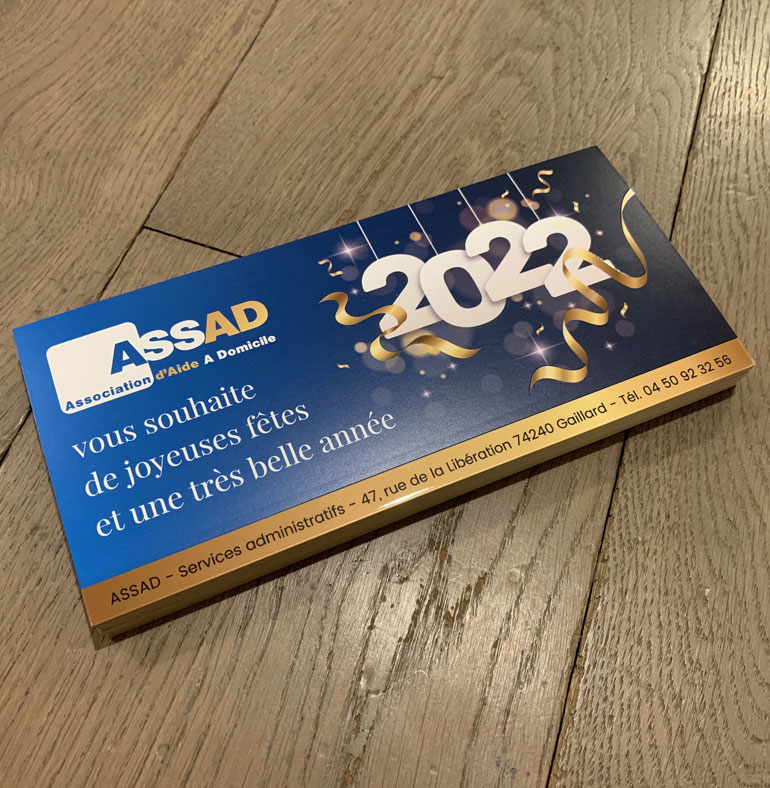 ASSAD
Association d'Aide A Domicile
vous souhaite
de joyeuses fêtes
et une très belle année
2022
ASSAD - Services administratifs - 47, rue de la Libération 74240 Gaillard - Tél. 04 50 92 32 56